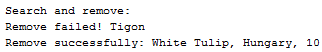 Search and remove:
Remove failed! Tigon
Remove successfully: White Tulip, Hungary, 10